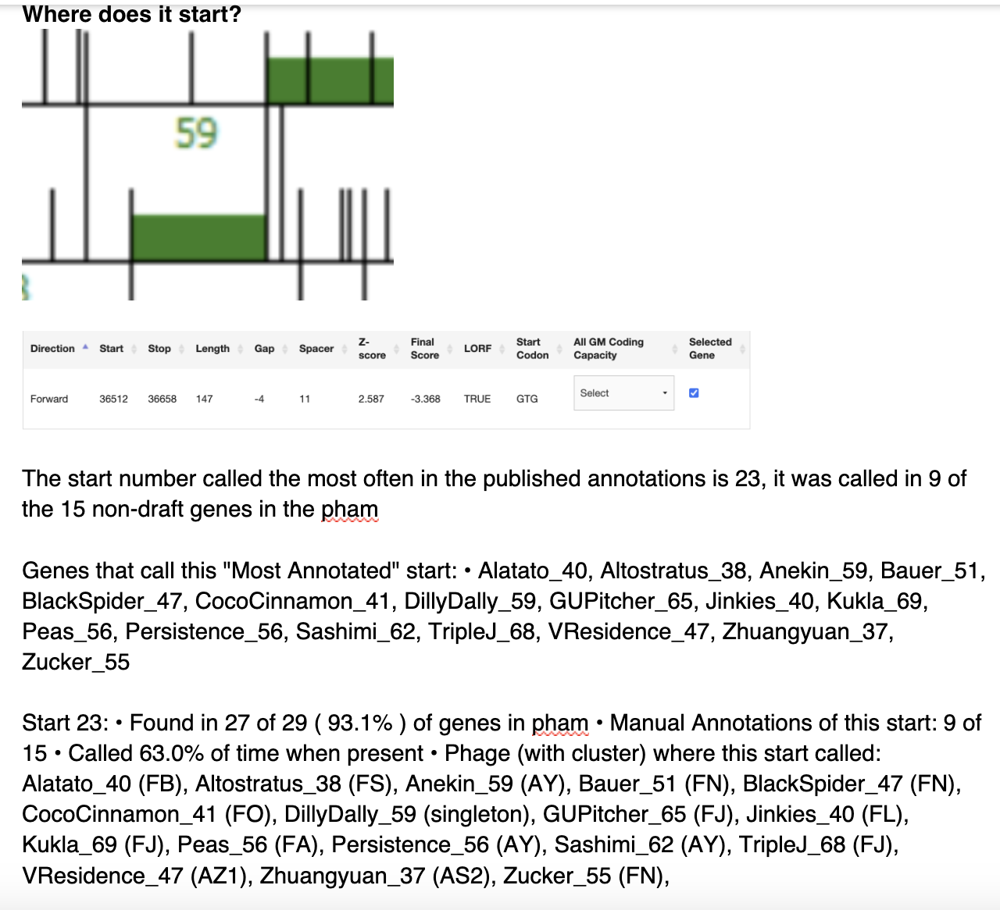 Where does it start?
59
Direction Start Stop Length Gap Spacer Z-score Final Score LORF Start Codon All GM Coding Capacity Selected Gene
Forward 36512 36658 147 -4 11 2.587 -3.368 TRUE GTG Select
The start number called the most often in the published annotations is 23, it was called in 9 of
the 15 non-draft genes in the pham
Genes that call this "Most Annotated" start: • Alatato_40, Altostratus_38, Anekin_59, Bauer_51,
BlackSpider_47, CocoCinnamon_41, DillyDally_59, GUPitcher_65, Jinkies_40, Kukla_69,
Peas_56, Persistence_56, Sashimi_62, TripleJ_68, VResidence_47, Zhuangyuan_37,
Zucker_55
Start 23: • Found in 27 of 29 ( 93.1% ) of genes in pham • Manual Annotations of this start: 9 of
15 • Called 63.0% of time when present • Phage (with cluster) where this start called:
Alatato_40 (FB), Altostratus_38 (FS), Anekin_59 (AY), Bauer_51 (FN), BlackSpider_47 (FN),
CocoCinnamon_41 (FO), DillyDally_59 (singleton), GUPitcher_65 (FJ), Jinkies_40 (FL),
Kukla_69 (FJ), Peas_56 (FA), Persistence_56 (AY), Sashimi_62 (AY), TripleJ_68 (FJ),
VResidence_47 (AZ1), Zhuangyuan_37 (AS2), Zucker_55 (FN),